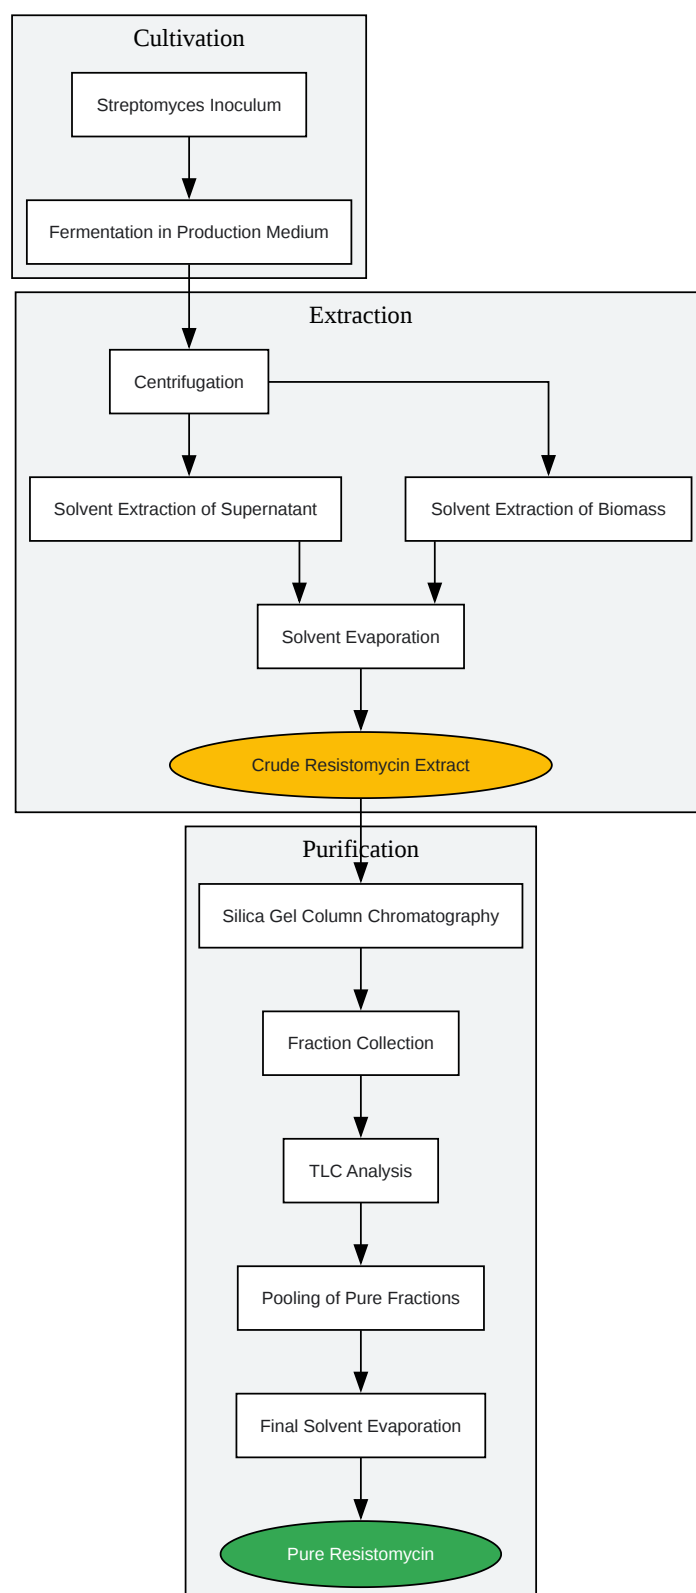 Cultivation
Streptomyces Inoculum
Fermentation in Production Medium
Extraction
Centrifugation
Solvent Extraction of Supernatant
Solvent Extraction of Biomass
Solvent Evaporation
Crude Resistomycin Extract
Purification
Silica Gel Column Chromatography
Fraction Collection
TLC Analysis
Pooling of Pure Fractions
Final Solvent Evaporation
Pure Resistomycin